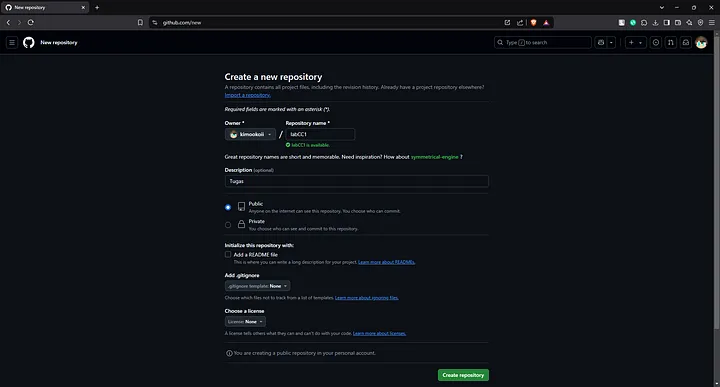 New repository
github.com/new
New repository
Type / to search
Create a new repository
A repository contains all project files, including the revision history. Already have a project repository elsewhere?
Import a repository.
Required fields are marked with an asterisk (*).
Owner * Repository name *
kimookoii / labCC1
labCC1 is available.
Great repository names are short and memorable. Need inspiration? How about symmetrical-engine ?
Description (optional)
Tugas
Public
Anyone on the internet can see this repository. You choose who can commit.
Private
You choose who can see and commit to this repository.
Initialize this repository with:
Add a README file
This is where you can write a long description for your project. Learn more about READMEs.
Add .gitignore
.gitignore template: None
Choose which files not to track from a list of templates. Learn more about ignoring files.
Choose a license
License: None
A license tells others what they can and can't do with your code. Learn more about licenses.
You are creating a public repository in your personal account.
Create repository